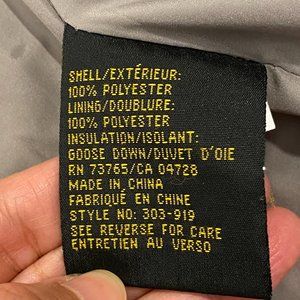 SHELL/EXTÉRIEUR:
100% POLYESTER
LINING/DOUBLURE:
100% POLYESTER
INSULATION/ISOLANT:
GOOSE DOWN/DUVET D'OIE
RN 73765/CA 04728
MADE IN CHINA
FABRIQUÉ EN CHINE
STYLE NO: 303-919
SEE REVERSE FOR CARE
ENTRETIEN AU VERSO